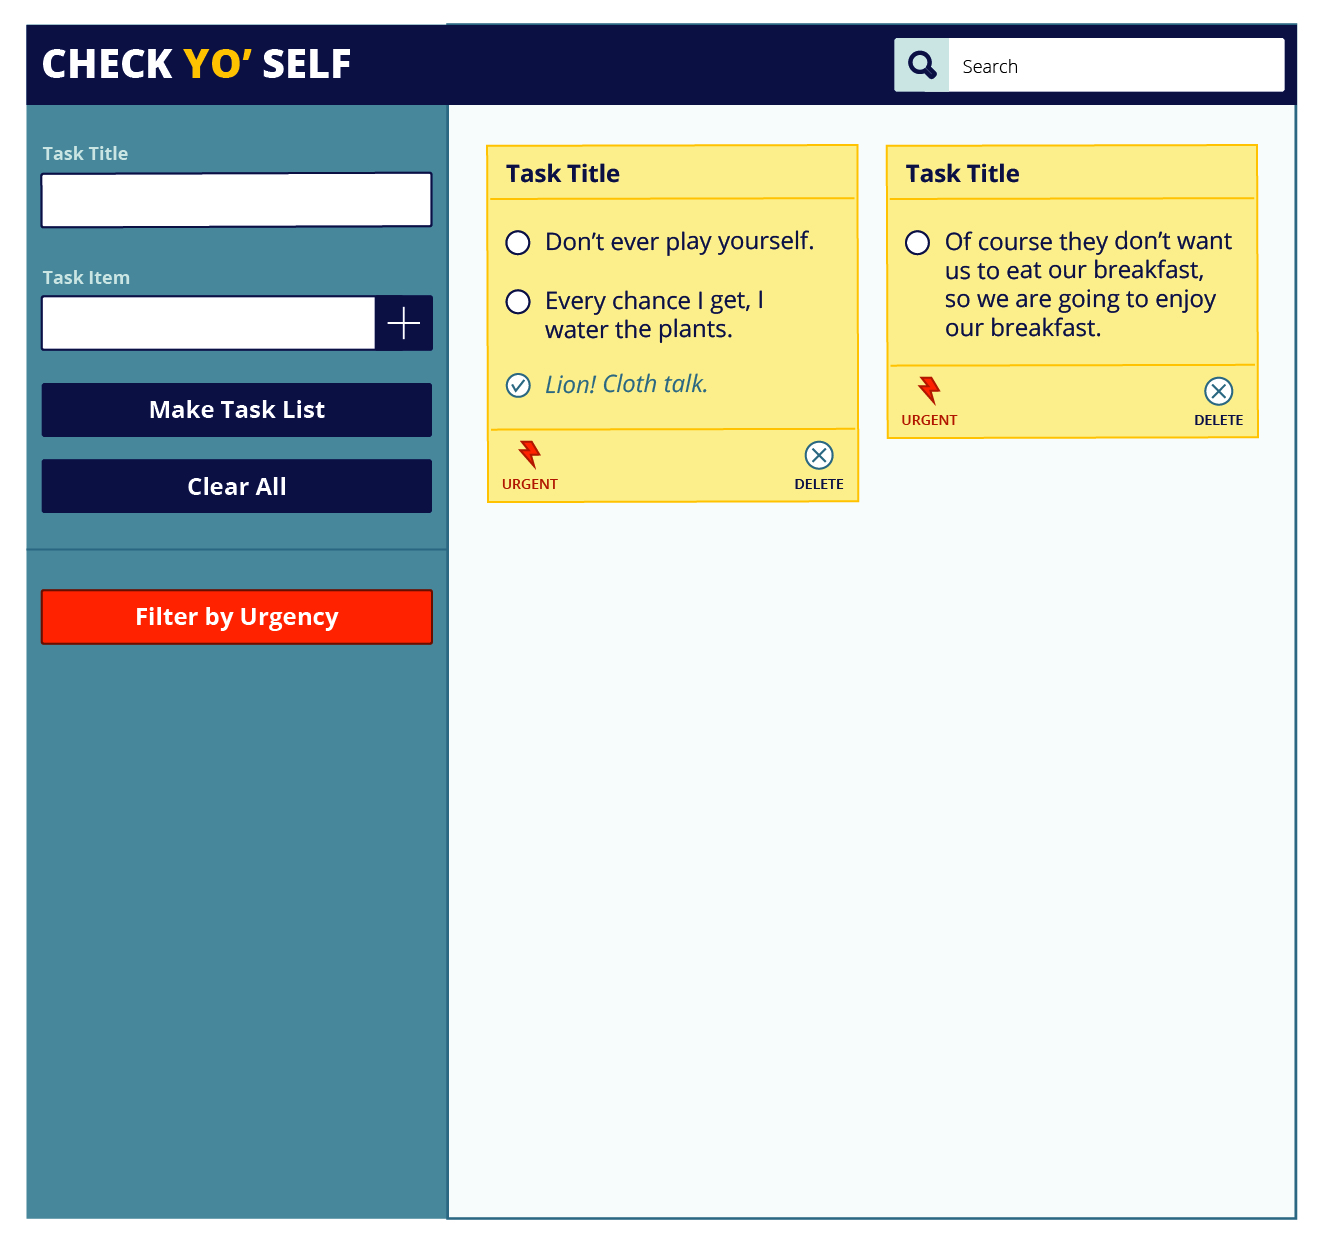 CHECK YO’ SELF
Search
Task Title
Task Item
Make Task List
Clear All
Filter by Urgency
Task Title
Don’t ever play yourself.
Every chance I get, I
water the plants.
Lion! Cloth talk.
URGENT
DELETE
Task Title
Of course they don’t want
us to eat our breakfast,
so we are going to enjoy
our breakfast.
URGENT
DELETE